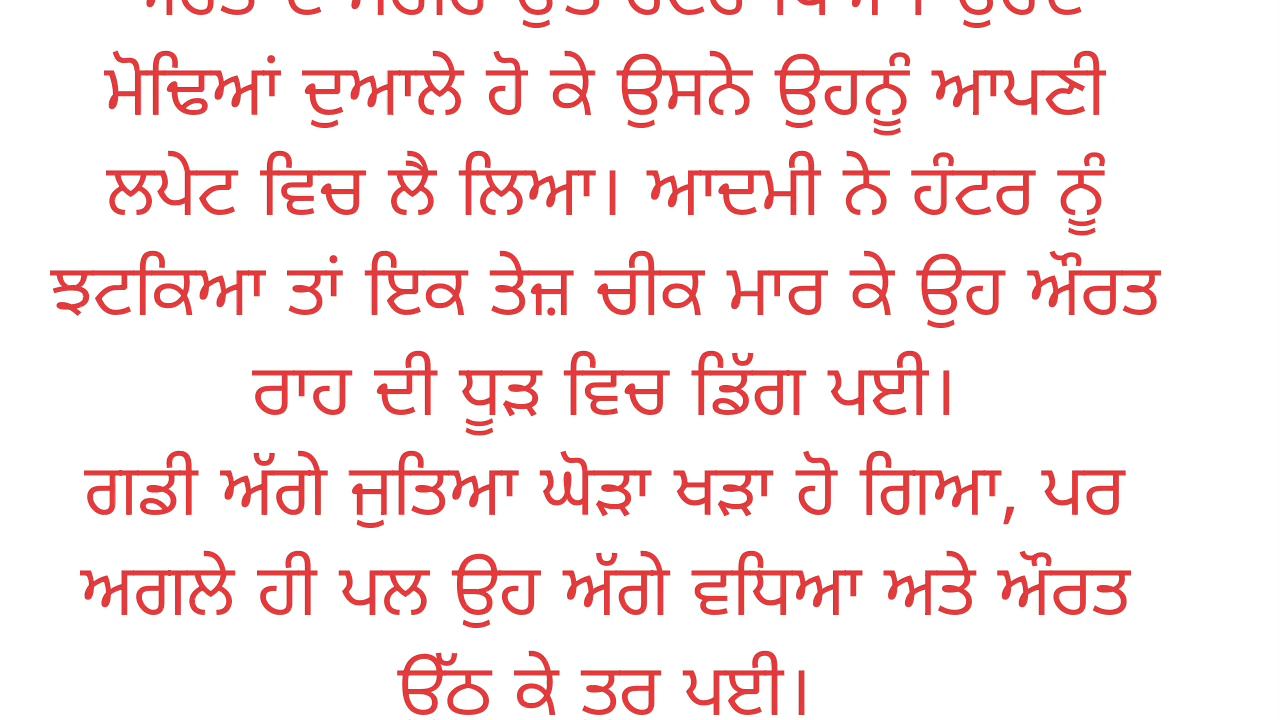 ਮੋਢਿਆਂ ਦੁਆਲੇ ਹੋ ਕੇ ਉਸਨੇ ਉਹਨੂੰ ਆਪਣੀ
ਲਪੇਟ ਵਿਚ ਲੈ ਲਿਆ। ਆਦਮੀ ਨੇ ਹੰਟਰ ਨੂੰ
ਝਟਕਿਆ ਤਾਂ ਇਕ ਤੇਜ਼ ਚੀਕ ਮਾਰ ਕੇ ਉਹ ਔਰਤ
ਰਾਹ ਦੀ ਧੂੜ ਵਿਚ ਡਿੱਗ ਪਈ।
ਗਡੀ ਅੱਗੇ ਜੁਤਿਆ ਘੋੜਾ ਖੜਾ ਹੋ ਗਿਆ, ਪਰ
ਅਗਲੇ ਹੀ ਪਲ ਉਹ ਅੱਗੇ ਵਧਿਆ ਅਤੇ ਔਰਤ
ਓੱਠ ਕੇ ਤਰ ਪਈ।